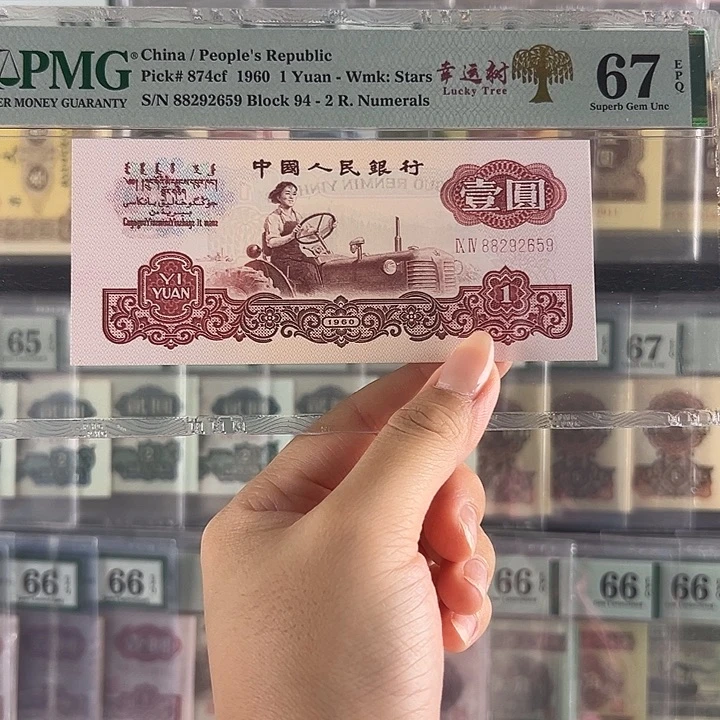 PMG®
ER MONEY GUARANTY
China / People's Republic
Pick# 874cf 1960 1 Yuan - Wmk: Stars
S/N 88292659 Block 94 - 2 R. Numerals
幸运树
Lucky Tree
67
EPQ
Superb Gem Unc
中國人民銀行
壹圓
ⅨⅣ 88292659
YI
YUAN
1960
1
65
67
66
66
66
66
66